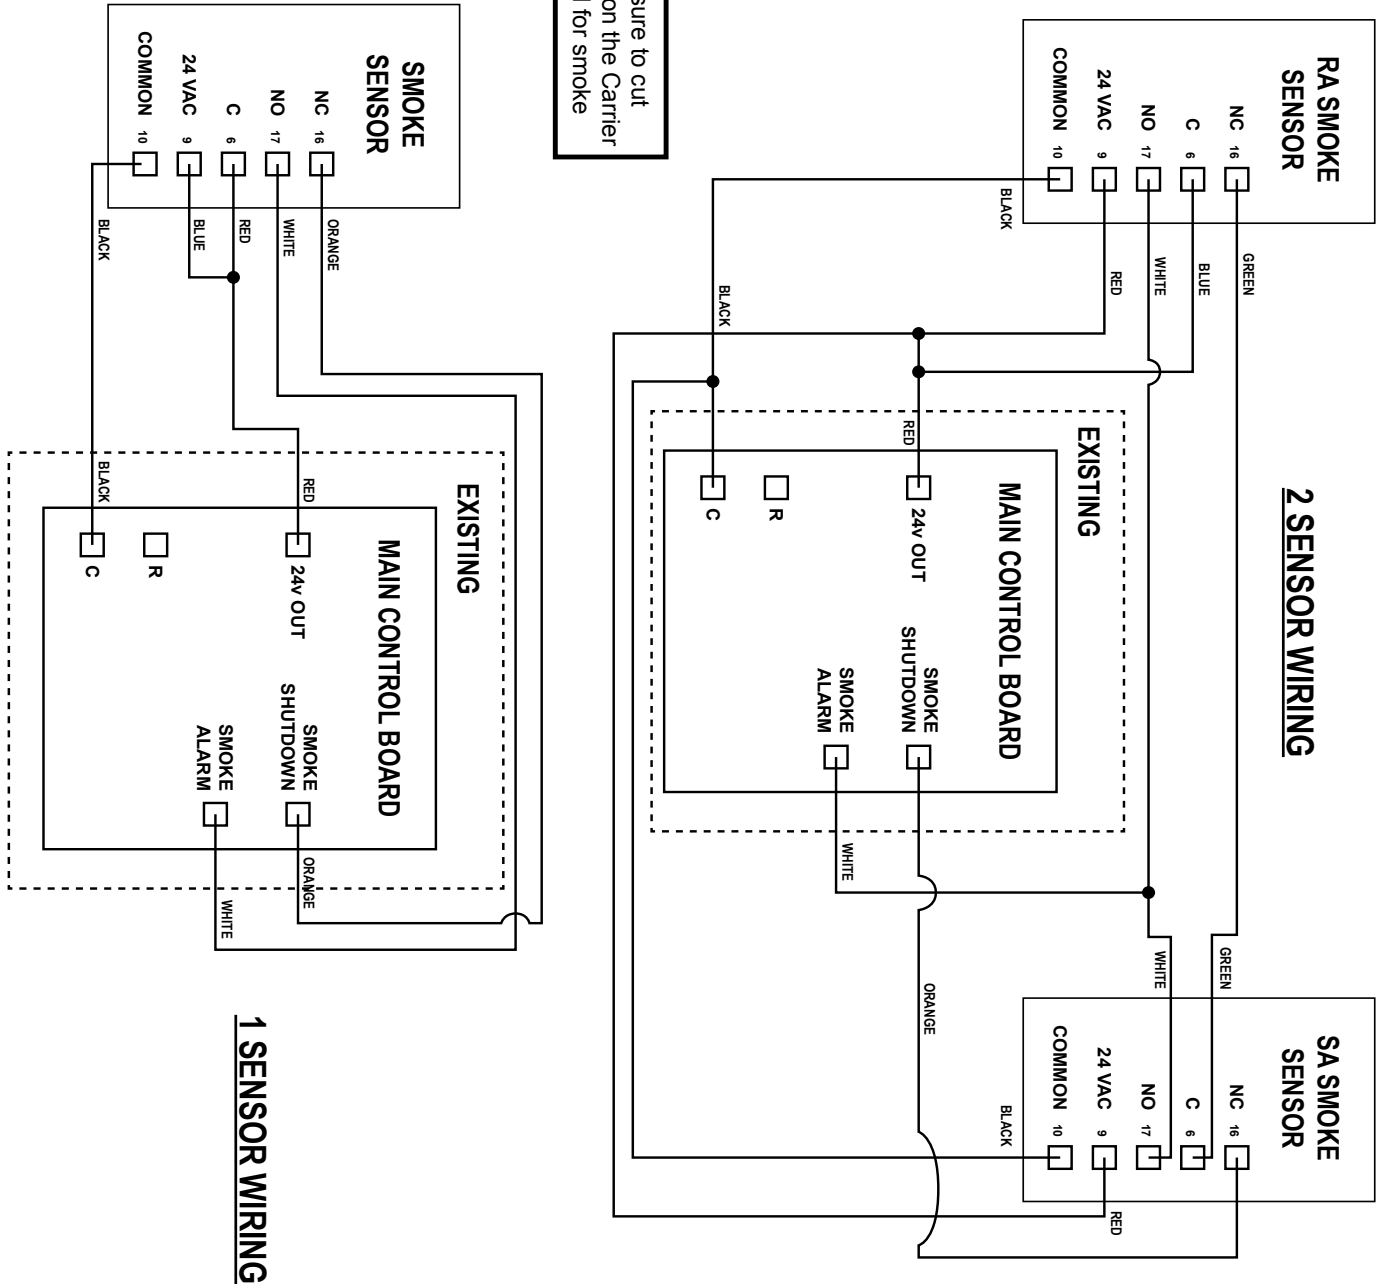 2 SENSOR WIRING
RA SMOKE
SENSOR
NC 16
C 6
NO 17
24 VAC 9
COMMON 10
GREEN
BLUE
WHITE
RED
BLACK
BLACK
RED
EXISTING
MAIN CONTROL BOARD
24v OUT
R
C
SMOKE
SHUTDOWN
SMOKE
ALARM
WHITE
ORANGE
GREEN
WHITE
BLACK
RED
SA SMOKE
SENSOR
NC 16
C 6
NO 17
24 VAC 9
COMMON 10
sure to cut
on the Carrier
for smoke
SMOKE
SENSOR
NC 16
NO 17
C 6
24 VAC 9
COMMON 10
ORANGE
WHITE
RED
BLUE
BLACK
RED
BLACK
EXISTING
MAIN CONTROL BOARD
24v OUT
R
C
SMOKE
SHUTDOWN
SMOKE
ALARM
ORANGE
WHITE
1 SENSOR WIRING